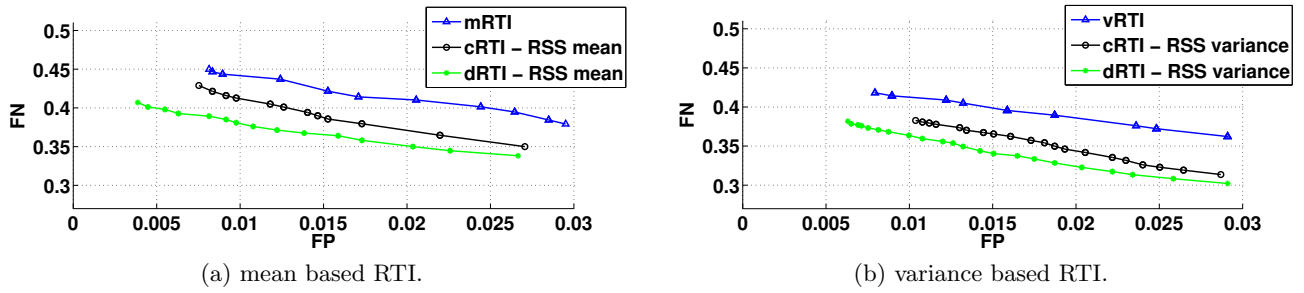 0.5
0.45
0.4
0.35
0.3
FN
0
0.005
0.01
0.015
0.02
0.025
0.03
FP
mRTI
cRTI − RSS mean
dRTI − RSS mean
(a) mean based RTI.
0.5
0.45
0.4
0.35
0.3
FN
0
0.005
0.01
0.015
0.02
0.025
0.03
FP
vRTI
cRTI − RSS variance
dRTI − RSS variance
(b) variance based RTI.